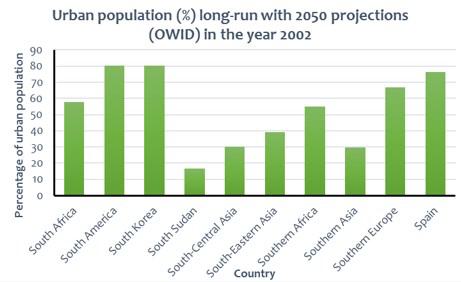 Urban population (%) long-run with 2050 projections
(OWID) in the year 2002
Percentage of urban population
90
80
70
60
50
40
30
20
10
0
South Africa
South America
South Korea
South Sudan
South-Central Asia
South-Eastern Asia
Southern Africa
Southern Asia
Southern Europe
Spain
Country